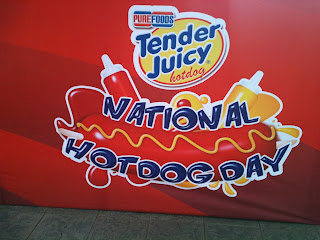 PUREFOODS
Tender
Juicy
hotdog
NATIONAL
HOTDOG DAY